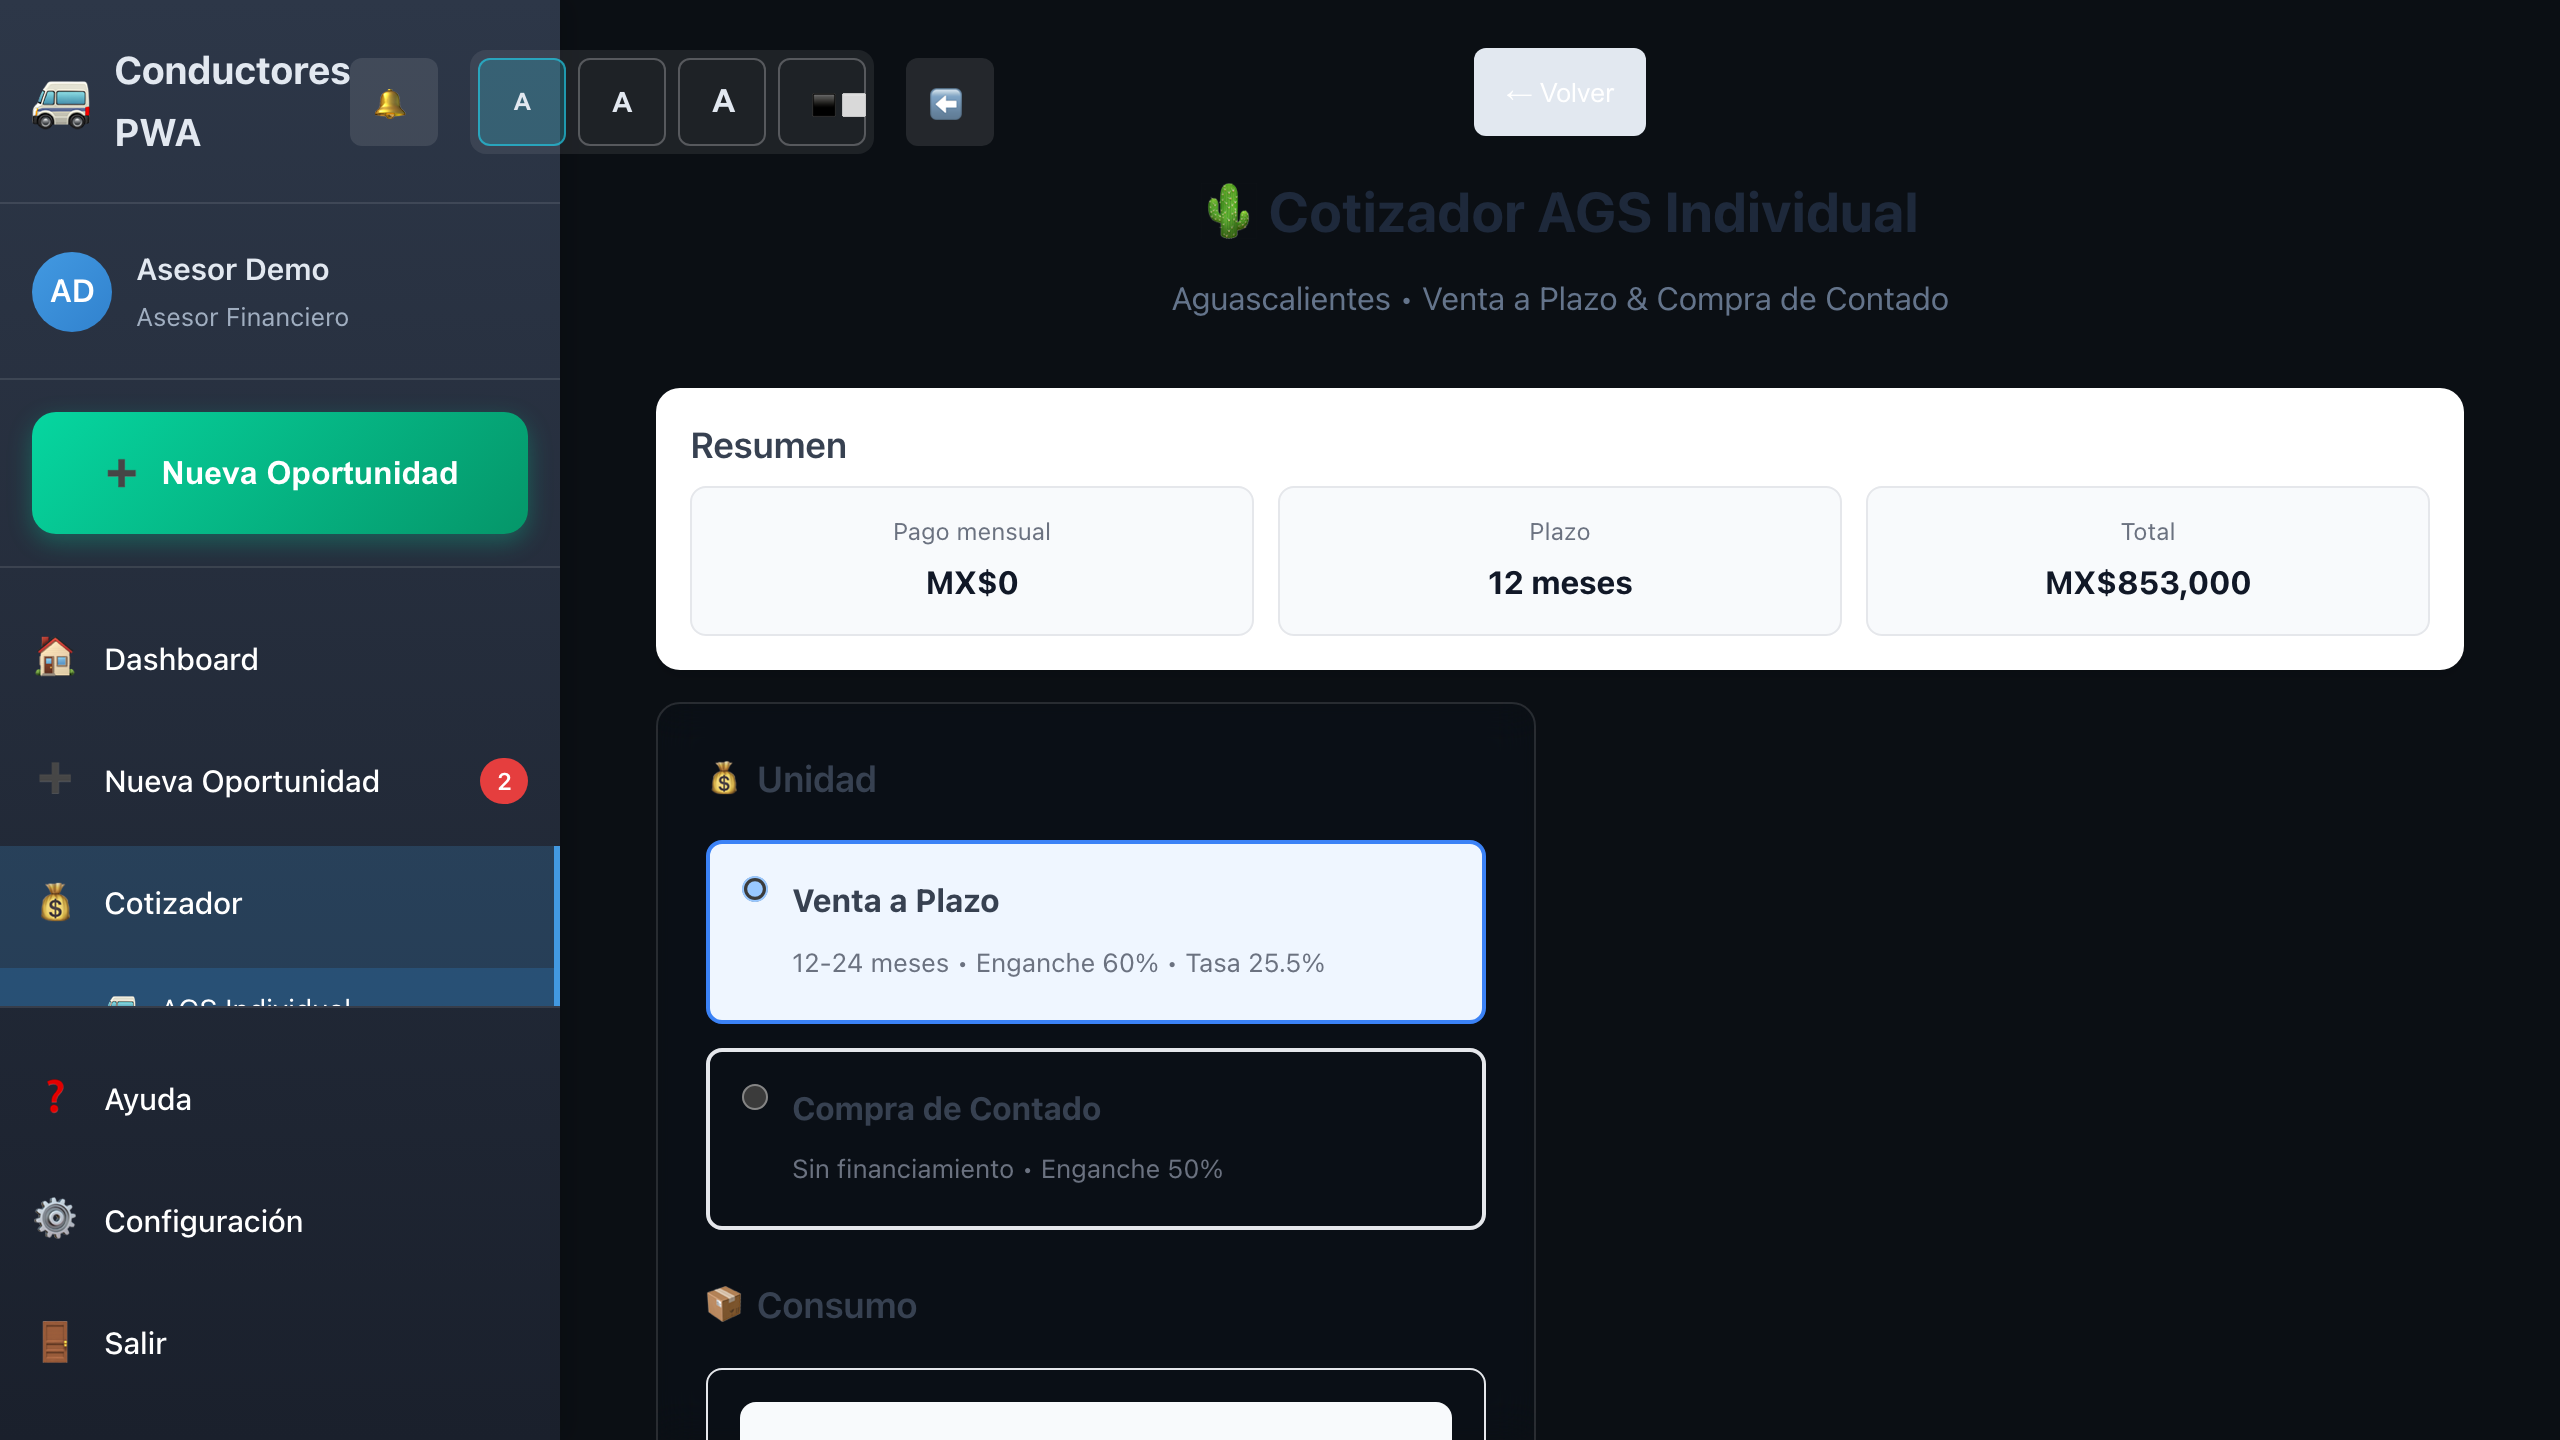 Conductores
PWA
A
A
A
← Volver
AD
Asesor Demo
Asesor Financiero
Nueva Oportunidad
Dashboard
Nueva Oportunidad
2
Cotizador
AGS Individual
Ayuda
Configuración
Salir
Cotizador AGS Individual
Aguascalientes • Venta a Plazo & Compra de Contado
Resumen
Pago mensual
MX$0
Plazo
12 meses
Total
MX$853,000
Unidad
Venta a Plazo
12-24 meses • Enganche 60% • Tasa 25.5%
Compra de Contado
Sin financiamiento • Enganche 50%
Consumo